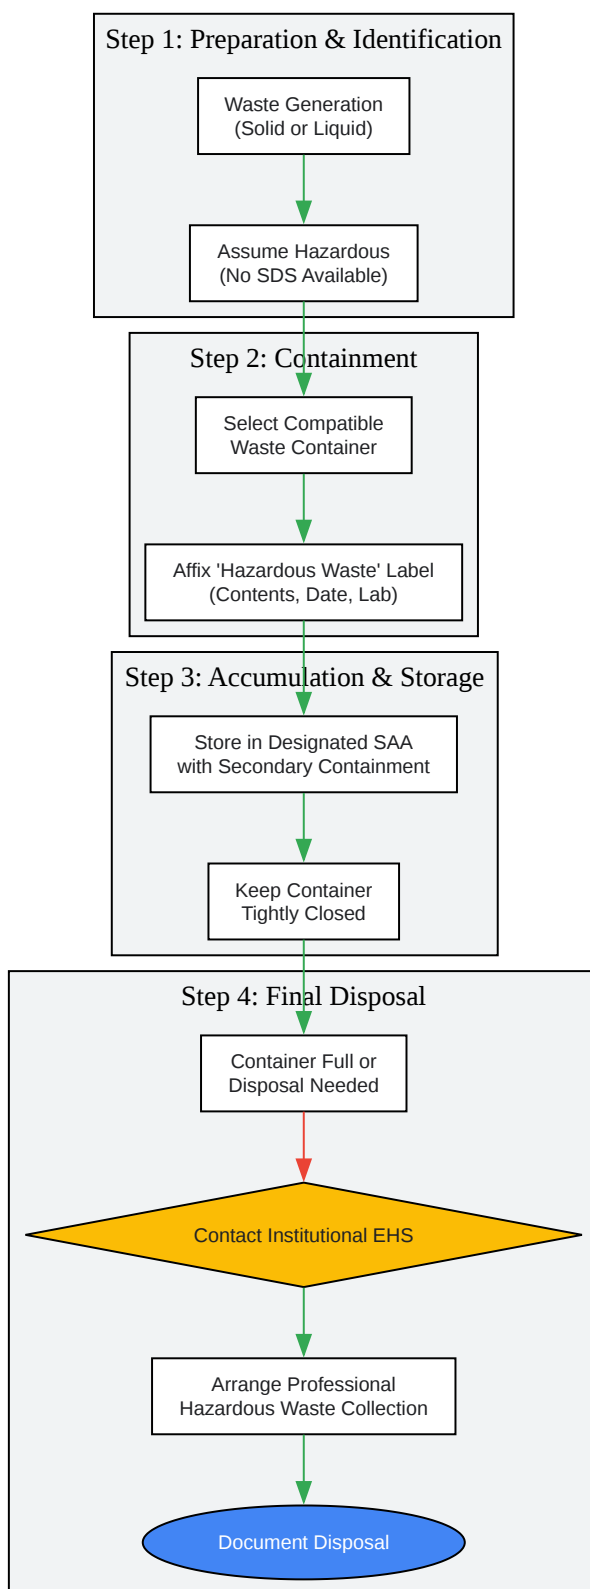 Step 1: Preparation & Identification
Waste Generation
(Solid or Liquid)
Assume Hazardous
(No SDS Available)
Step 2: Containment
Select Compatible
Waste Container
Affix 'Hazardous Waste' Label
(Contents, Date, Lab)
Step 3: Accumulation & Storage
Store in Designated SAA
with Secondary Containment
Keep Container
Tightly Closed
Step 4: Final Disposal
Container Full or
Disposal Needed
Contact Institutional EHS
Arrange Professional
Hazardous Waste Collection
Document Disposal